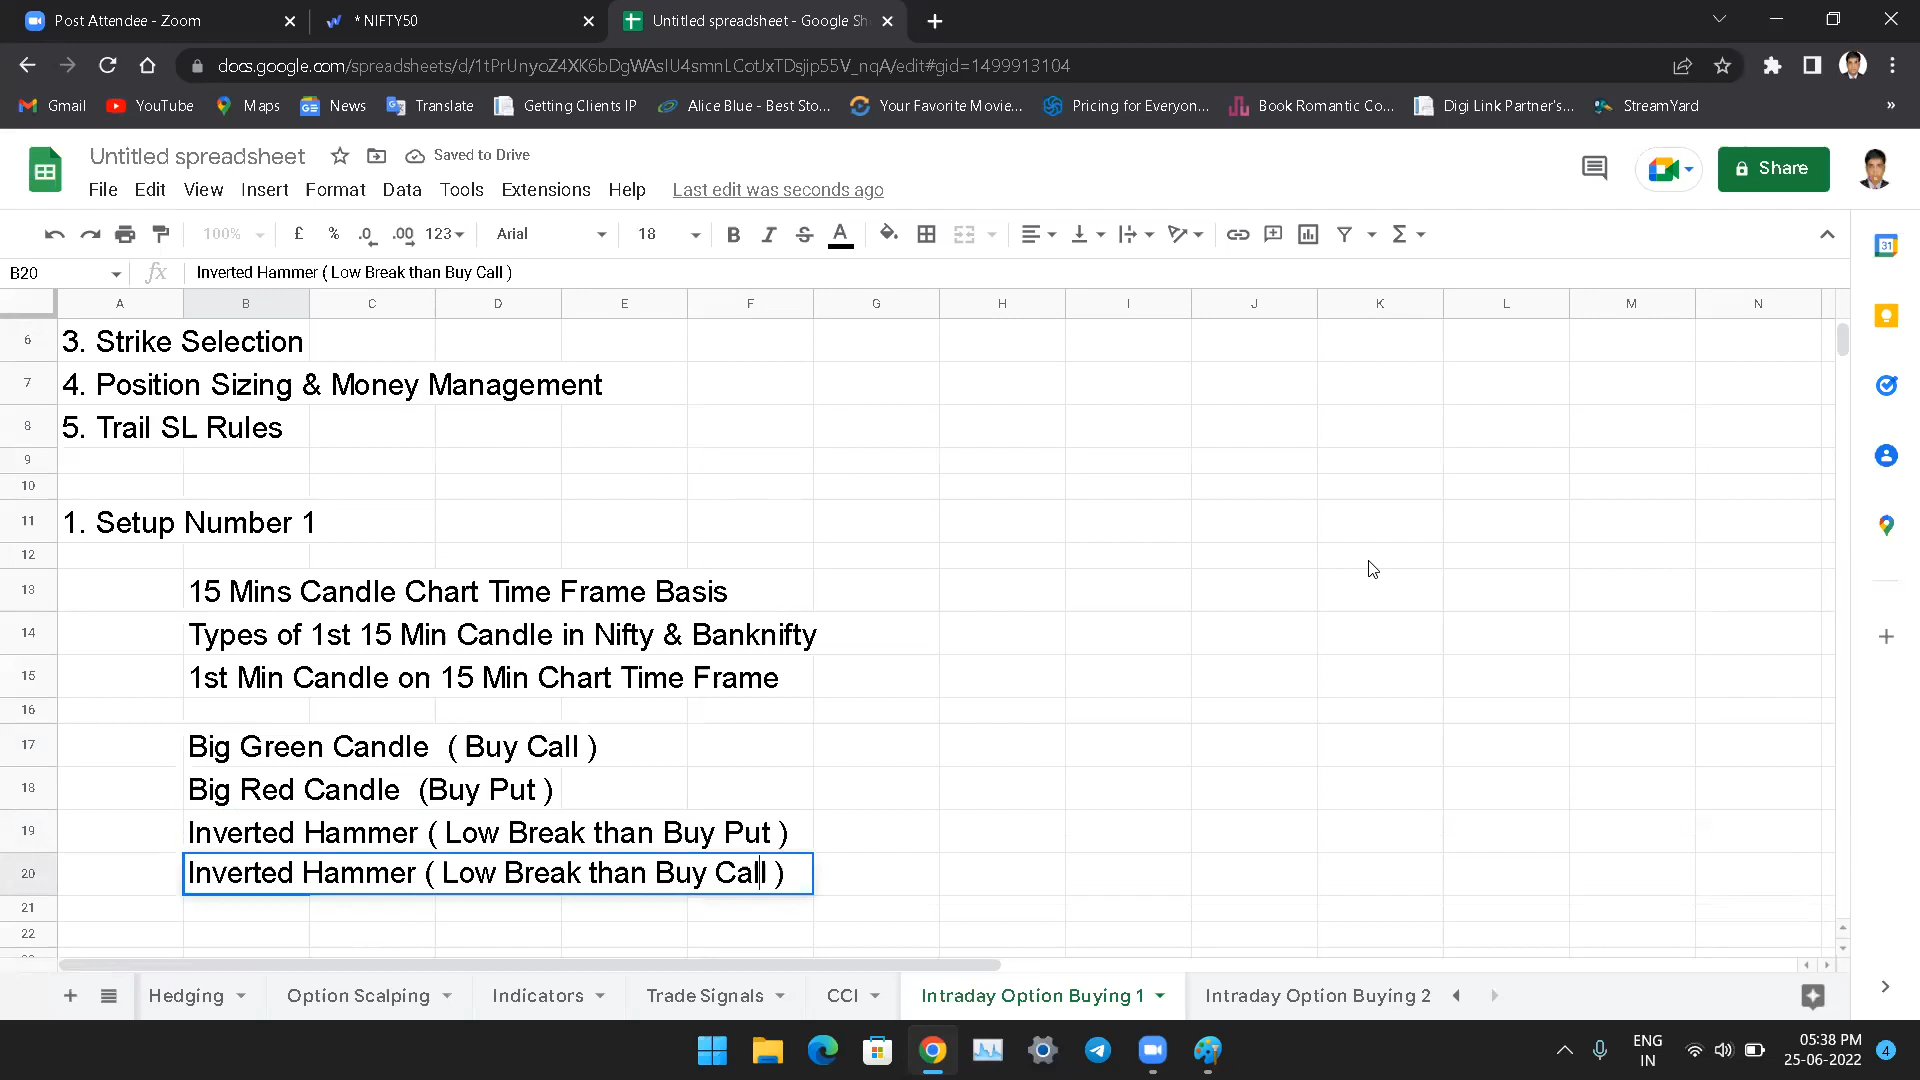 Post Attendee - Zoom
* NIFTY50
Untitled spreadsheet - Google Sh
docs.google.com/spreadsheets/d/1tPrUnyoZ4XK6bDgWAsIU4smnLCotJxTDsjip55V_nqA/edit#gid=1499913104
Gmail YouTube Maps News Translate Getting Clients IP Alice Blue - Best Sto... Your Favorite Movie... Pricing for Everyon... Book Romantic Co... Digi Link Partner's... StreamYard »
Untitled spreadsheet Saved to Drive
Share
File Edit View Insert Format Data Tools Extensions Help Last edit was seconds ago
100% £ % .0 .00 123 Arial 18 B I S A Σ
B20 fx Inverted Hammer ( Low Break than Buy Call )
A B C D E F G H I J K L M N
6 3. Strike Selection
7 4. Position Sizing & Money Management
8 5. Trail SL Rules
9
10
11 1. Setup Number 1
12
13 15 Mins Candle Chart Time Frame Basis
14 Types of 1st 15 Min Candle in Nifty & Banknifty
15 1st Min Candle on 15 Min Chart Time Frame
16
17 Big Green Candle ( Buy Call )
18 Big Red Candle (Buy Put )
19 Inverted Hammer ( Low Break than Buy Put )
20 Inverted Hammer ( Low Break than Buy Call )
21
22
Hedging Option Scalping Indicators Trade Signals CCI Intraday Option Buying 1 Intraday Option Buying 2
31
ENG
IN
05:38 PM
25-06-2022
4